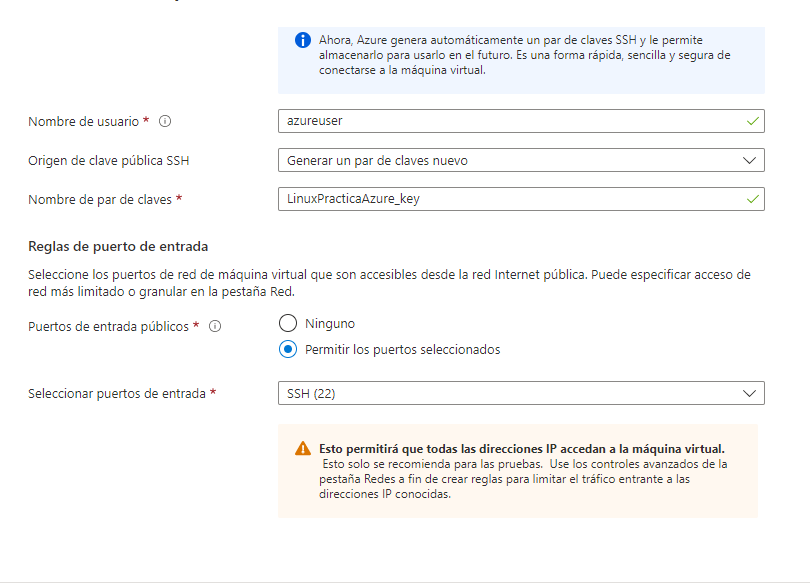 Ahora, Azure genera automáticamente un par de claves SSH y le permite
almacenarlo para usarlo en el futuro. Es una forma rápida, sencilla y segura de
conectarse a la máquina virtual.
Nombre de usuario *
azureuser
Origen de clave pública SSH
Generar un par de claves nuevo
Nombre de par de claves *
LinuxPracticaAzure_key
Reglas de puerto de entrada
Seleccione los puertos de red de máquina virtual que son accesibles desde la red Internet pública. Puede especificar acceso de
red más limitado o granular en la pestaña Red.
Puertos de entrada públicos *
Ninguno
Permitir los puertos seleccionados
Seleccionar puertos de entrada *
SSH (22)
Esto permitirá que todas las direcciones IP accedan a la máquina virtual.
Esto solo se recomienda para las pruebas. Use los controles avanzados de la
pestaña Redes a fin de crear reglas para limitar el tráfico entrante a las
direcciones IP conocidas.